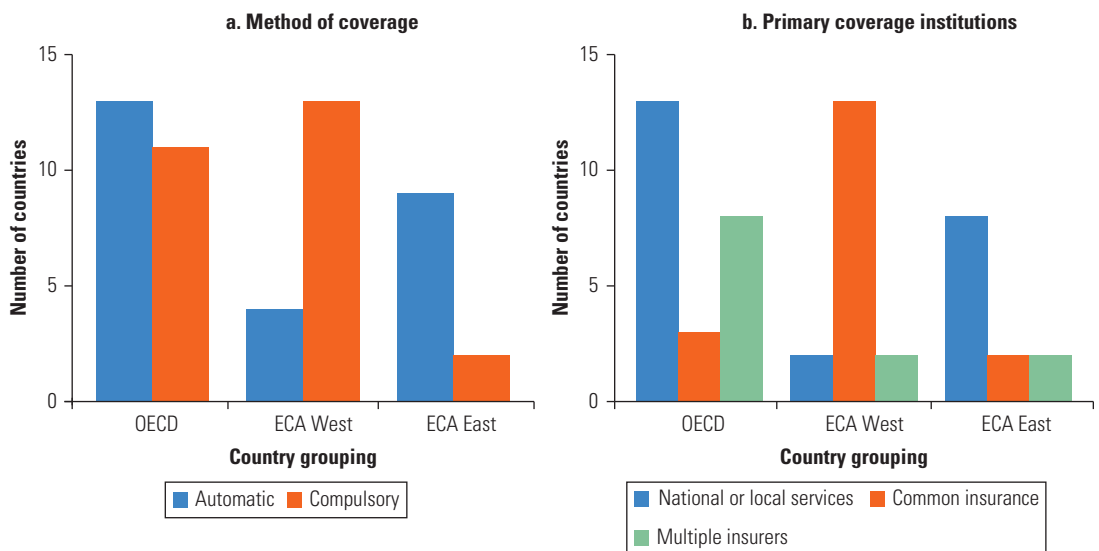 a. Method of coverage
15
10
5
0
Number of countries
OECD
ECA West
ECA East
Country grouping
Automatic
Compulsory
b. Primary coverage institutions
15
10
5
0
Number of countries
OECD
ECA West
ECA East
Country grouping
National or local services
Common insurance
Multiple insurers